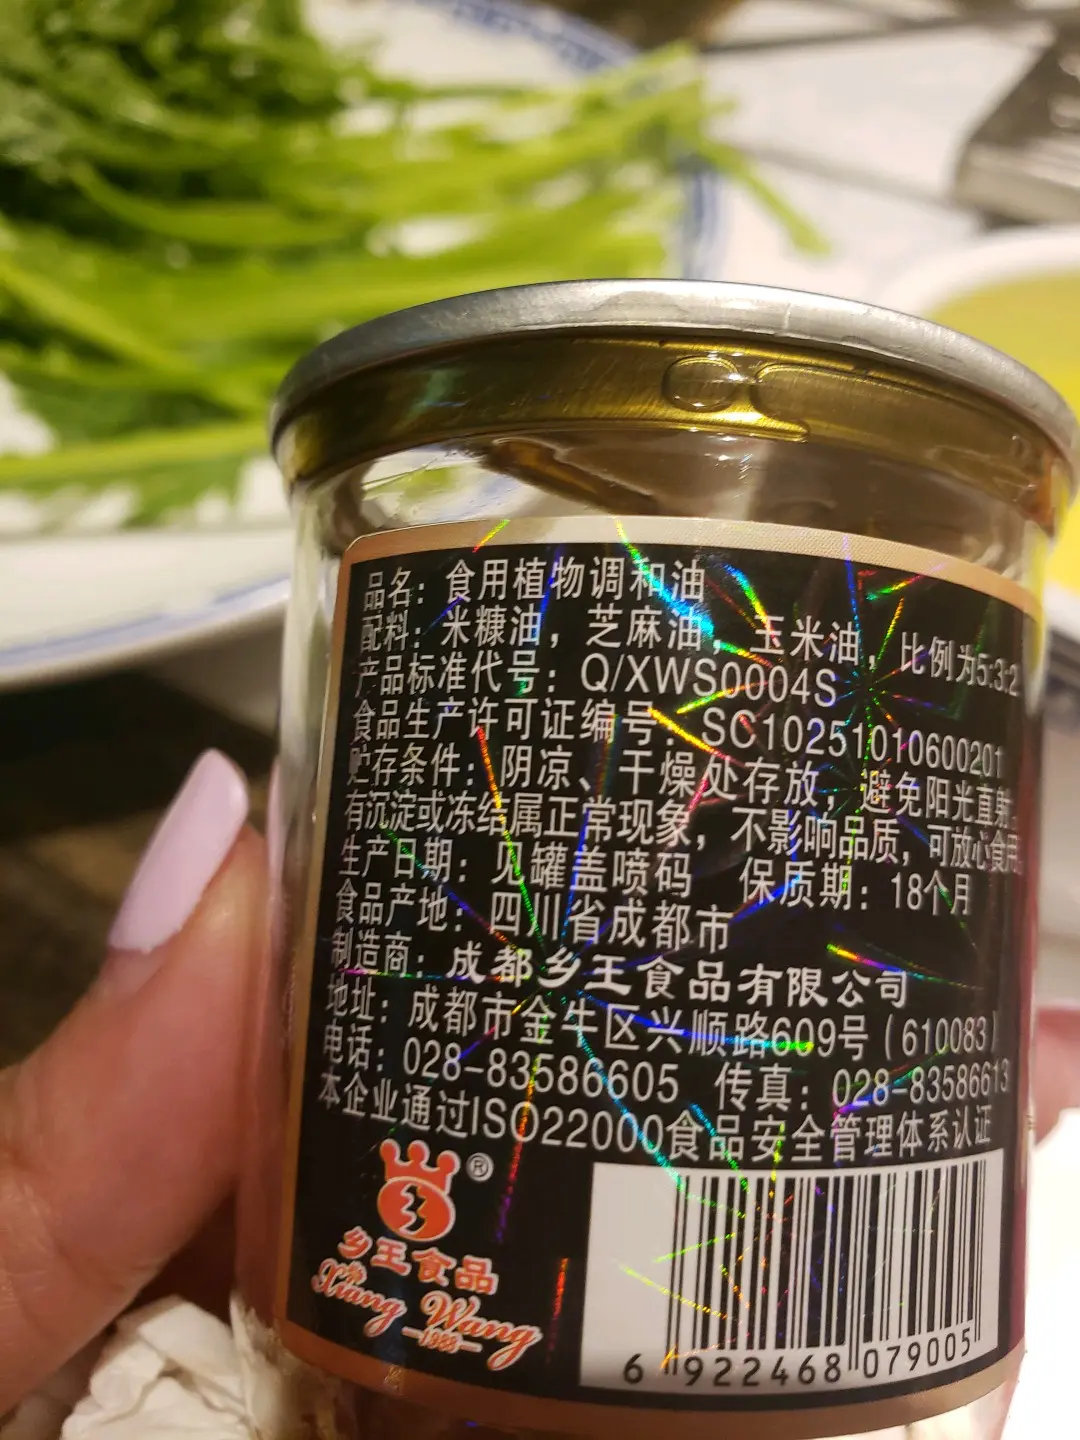 品名：食用植物调和油
配料：米糠油，芝麻油，玉米油，比例为5:3:2
产品标准代号：Q/XWS0004S
食品生产许可证编号：SC10251010600201
贮存条件：阴凉、干燥处存放，避免阳光直射。
有沉淀或冻结属正常现象，不影响品质，可放心食用。
生产日期：见罐盖喷码 保质期：18个月
食品产地：四川省成都市
制造商：成都乡王食品有限公司
地址：成都市金牛区兴顺路609号（610083）
电话：028-83586605 传真：028-83586613
本企业通过ISO22000食品安全管理体系认证
®
乡王食品
Xiang Wang
—1988—
6 922468 079005